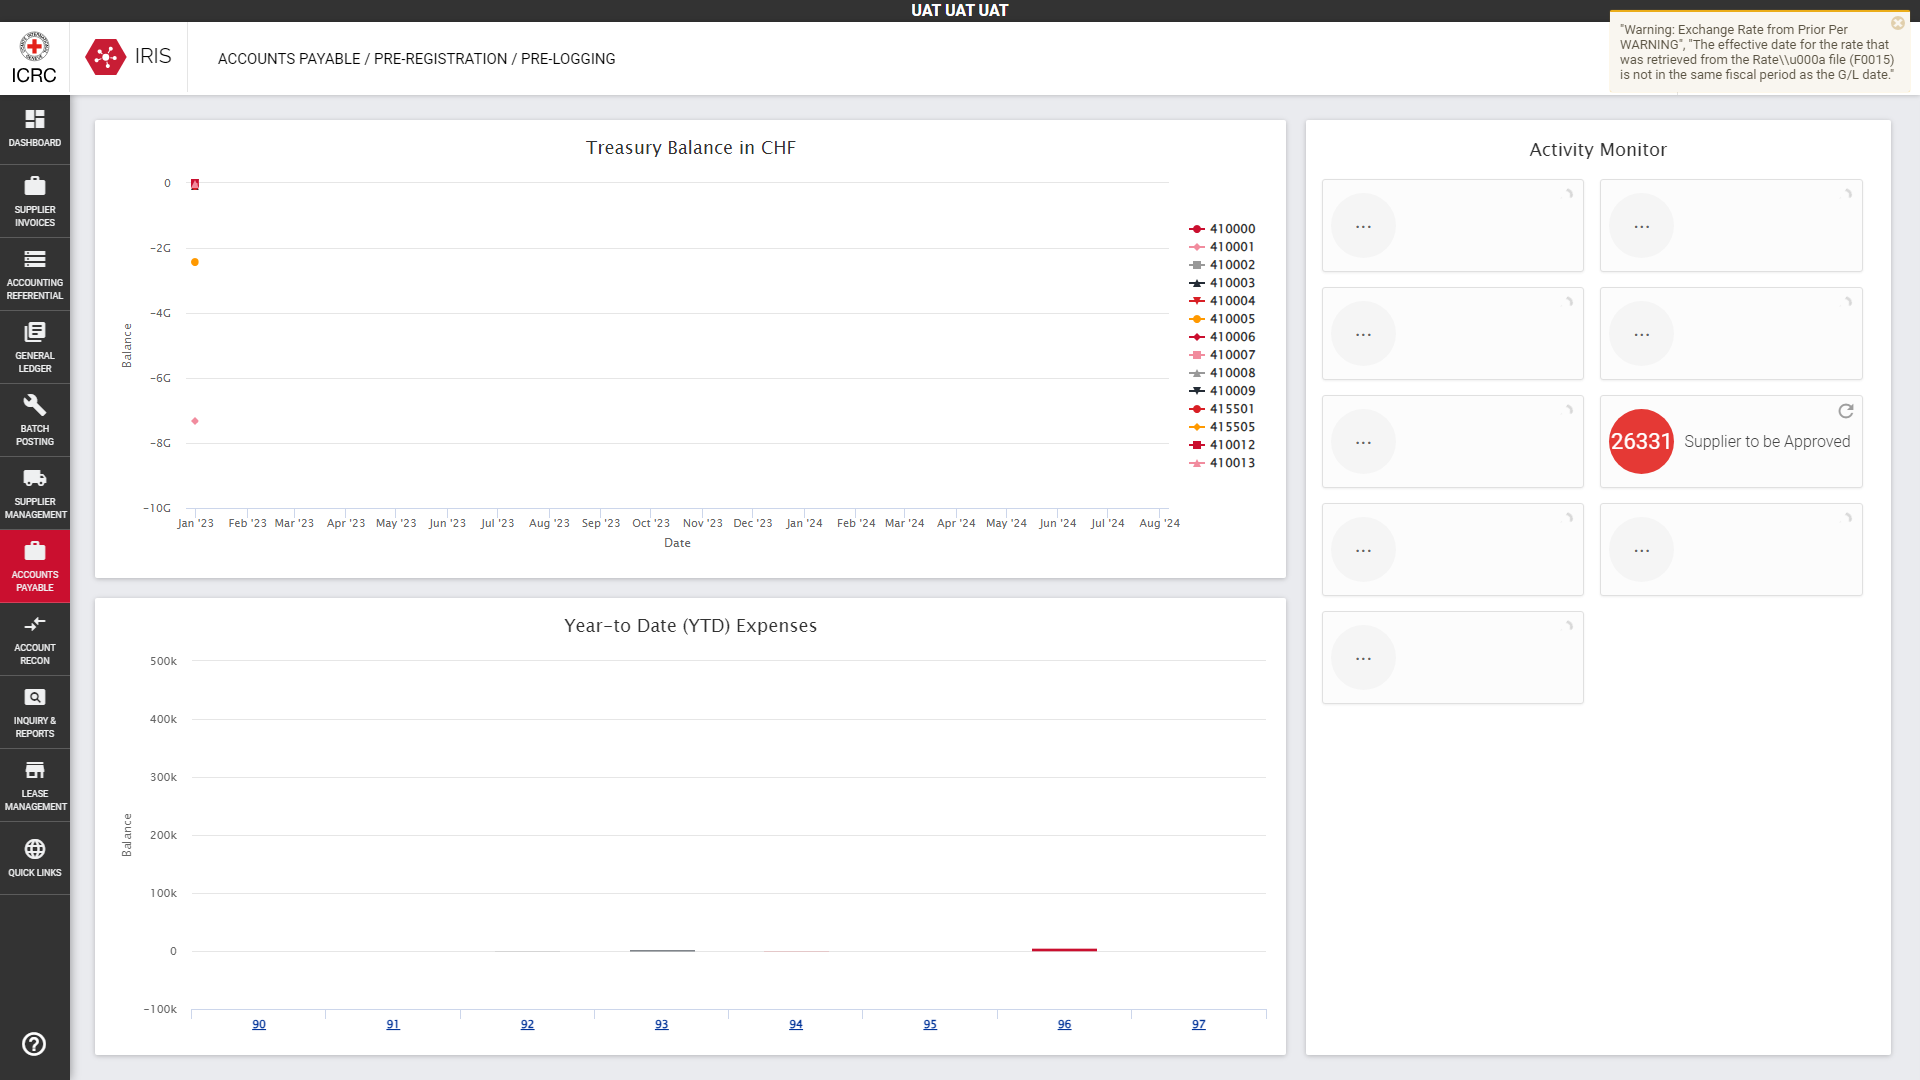 UAT UAT UAT
ICRC
IRIS
ACCOUNTS PAYABLE / PRE-REGISTRATION / PRE-LOGGING
"Warning: Exchange Rate from Prior Per
WARNING", "The effective date for the rate that
was retrieved from the Rate\\u000a file (F0015)
is not in the same fiscal period as the G/L date."
DASHBOARD
SUPPLIER
INVOICES
ACCOUNTING
REFERENTIAL
GENERAL
LEDGER
BATCH
POSTING
SUPPLIER
MANAGEMENT
ACCOUNTS
PAYABLE
ACCOUNT
RECON
INQUIRY &
REPORTS
LEASE
MANAGEMENT
QUICK LINKS
Treasury Balance in CHF
0
-2G
-4G
-6G
-8G
-10G
Balance
Jan '23 Feb '23 Mar '23 Apr '23 May '23 Jun '23 Jul '23 Aug '23 Sep '23 Oct '23 Nov '23 Dec '23 Jan '24 Feb '24 Mar '24 Apr '24 May '24 Jun '24 Jul '24 Aug '24
Date
410000
410001
410002
410003
410004
410005
410006
410007
410008
410009
415501
415505
410012
410013
Year-to Date (YTD) Expenses
500k
400k
300k
200k
100k
0
-100k
Balance
90 91 92 93 94 95 96 97
Activity Monitor
... ...
... ...
... 26331 Supplier to be Approved
... ...
...